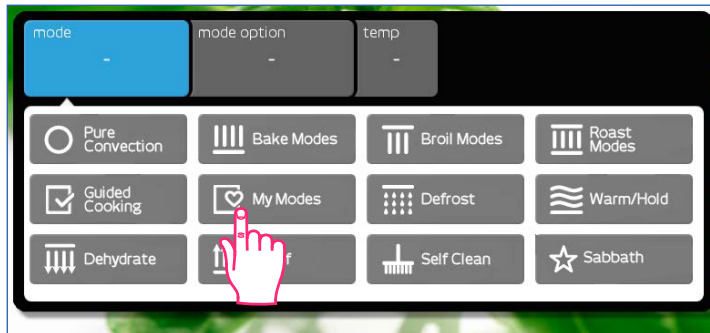 mode mode option temp
- - -
Pure Convection Bake Modes Broil Modes Roast Modes
Guided Cooking My Modes Defrost Warm/Hold
Dehydrate Self Clean Sabbath